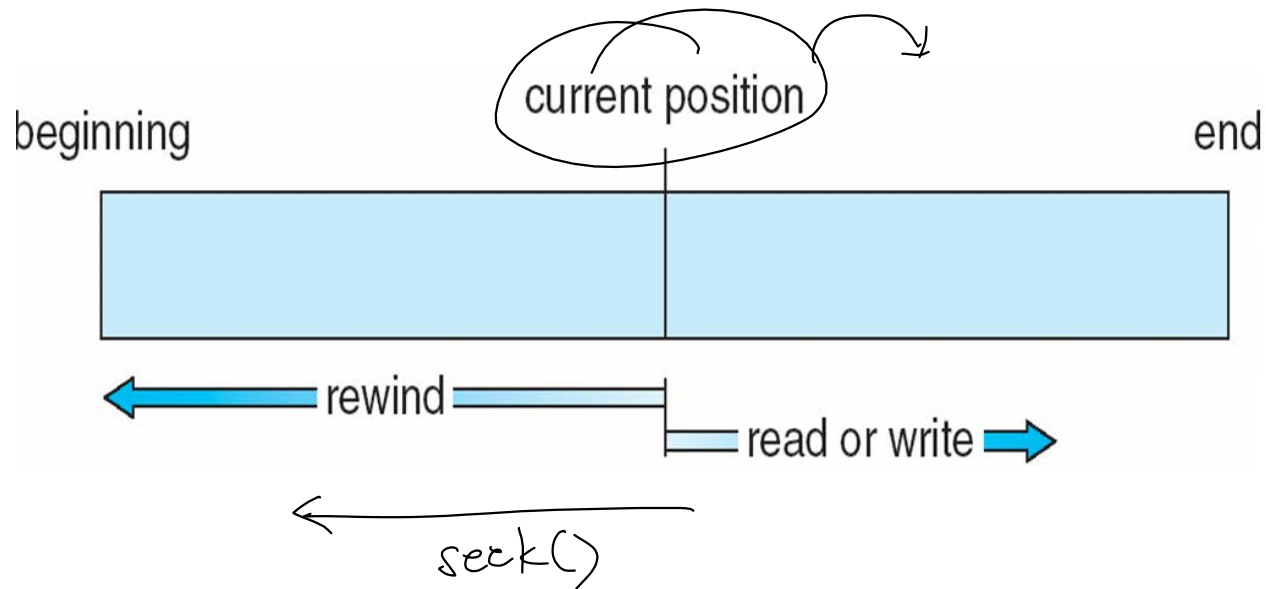 current position
beginning
end
rewind
read or write
seek()